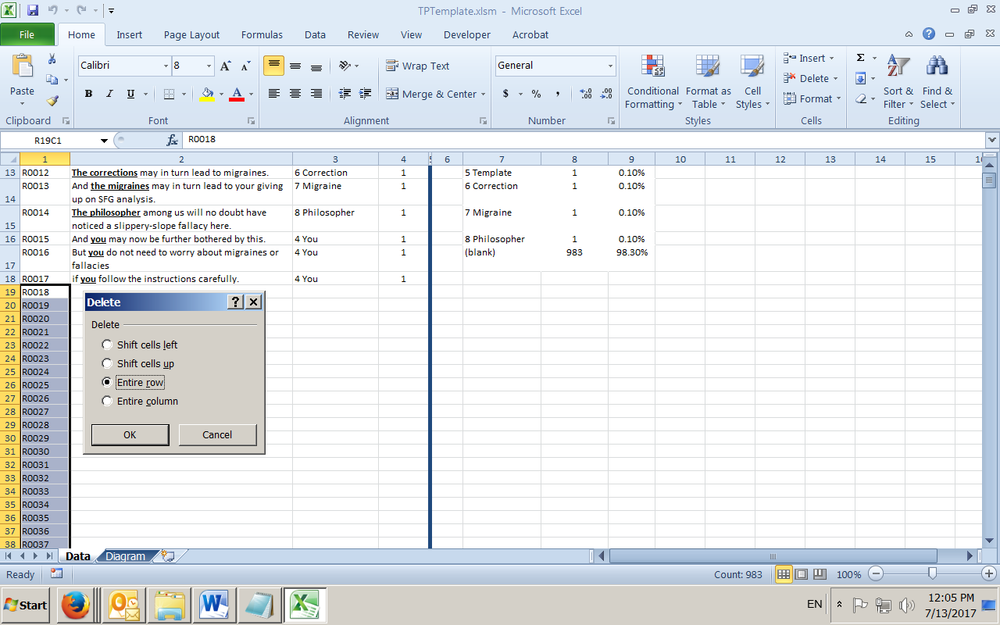 TPTemplate.xlsm - Microsoft Excel
File Home Insert Page Layout Formulas Data Review View Developer Acrobat
Calibri 8 Wrap Text General Insert
Paste Delete
B I U A Merge & Center $ % , Conditional Formatting Format as Table Cell Styles Format Sort & Filter Find & Select
Clipboard Font Alignment Number Styles Cells Editing
R19C1 fx R0018
1 2 3 4 5 6 7 8 9 10 11 12 13 14 15 16
13 R0012 The corrections may in turn lead to migraines. 6 Correction 1 5 Template 1 0.10%
R0013 And the migraines may in turn lead to your giving 7 Migraine 1 6 Correction 1 0.10%
14 up on SFG analysis.
R0014 The philosopher among us will no doubt have 8 Philosopher 1 7 Migraine 1 0.10%
15 noticed a slippery-slope fallacy here.
16 R0015 And you may now be further bothered by this. 4 You 1 8 Philosopher 1 0.10%
R0016 But you do not need to worry about migraines or 4 You 1 (blank) 983 98.30%
17 fallacies
18 R0017 if you follow the instructions carefully. 4 You 1
19 R0018
20 R0019
21 R0020
22 R0021
23 R0022
24 R0023
25 R0024
26 R0025
27 R0026
28 R0027
29 R0028
30 R0029
31 R0030
32 R0031
33 R0032
34 R0033
35 R0034
36 R0035
37 R0036
38 R0037
Delete
Delete
Shift cells left
Shift cells up
Entire row
Entire column
OK Cancel
Data Diagram
Ready Count: 983 100%
Start EN 12:05 PM
7/13/2017